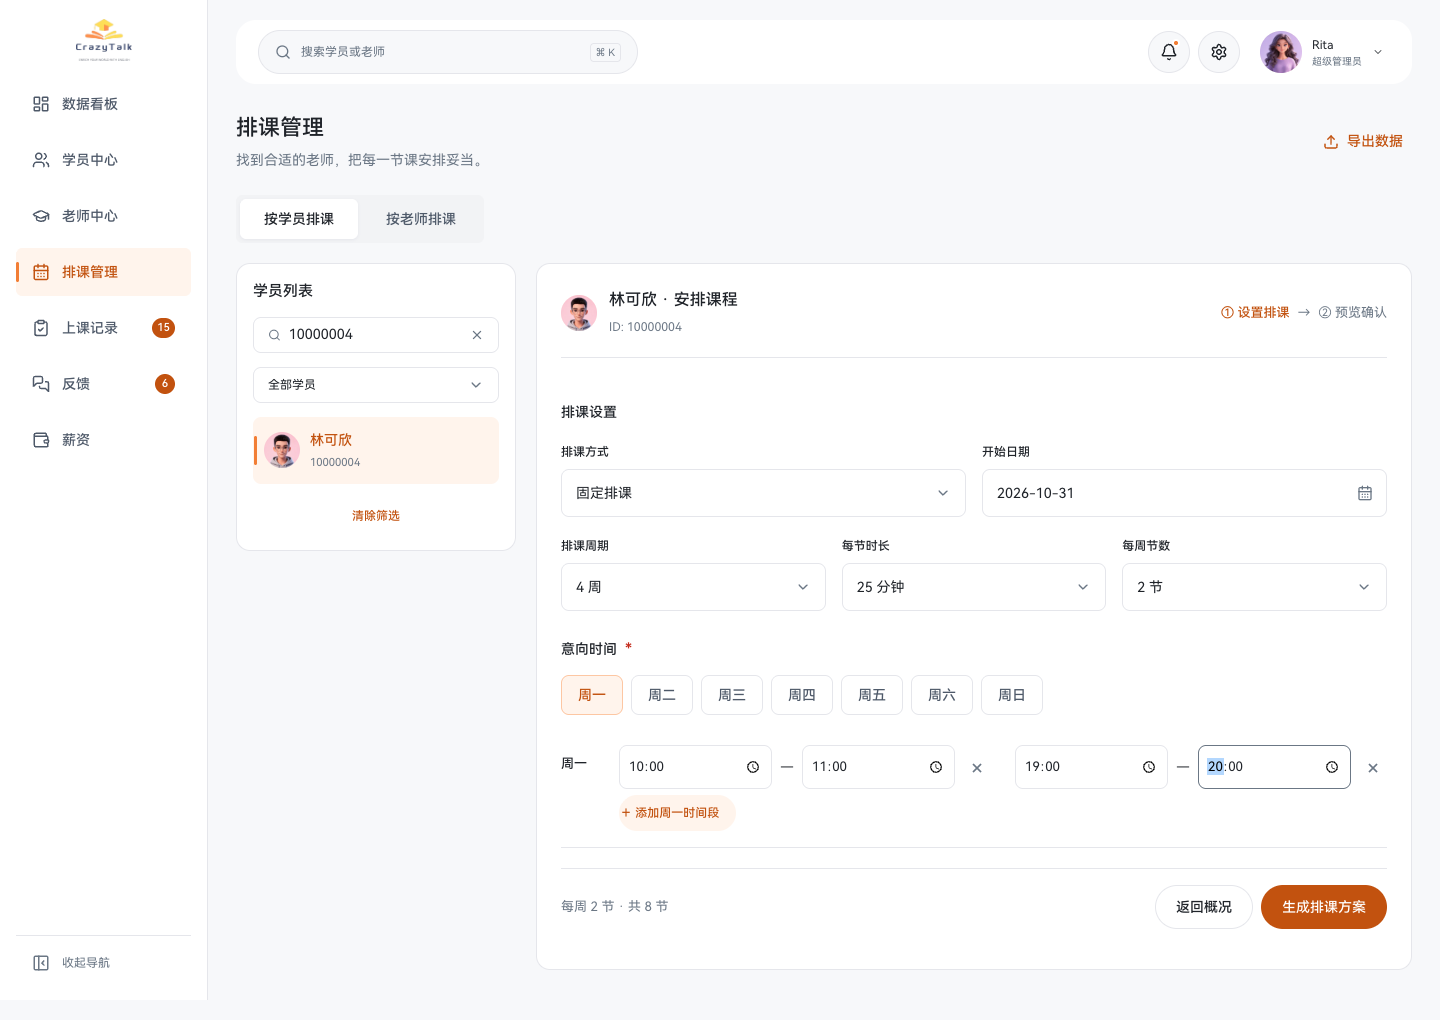 CrazyTalk
数据看板
学员中心
老师中心
排课管理
上课记录 15
反馈 6
薪资
收起导航
搜索学员或老师 ⌘ K
Rita
超级管理员
排课管理
找到合适的老师，把每一节课安排妥当。
导出数据
按学员排课 按老师排课
学员列表
10000004
全部学员
林可欣
10000004
清除筛选
林可欣 · 安排课程
ID: 10000004
① 设置排课 → ② 预览确认
排课设置
排课方式 开始日期
固定排课 2026-10-31
排课周期 每节时长 每周节数
4 周 25 分钟 2 节
意向时间 *
周一 周二 周三 周四 周五 周六 周日
周一 10:00 — 11:00 × 19:00 — 20:00 ×
+ 添加周一时间段
每周 2 节 · 共 8 节
返回概况 生成排课方案